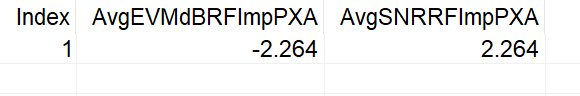 Index AvgEVMdBRFImpPXA AvgSNRRFImpPXA
1 -2.264 2.264